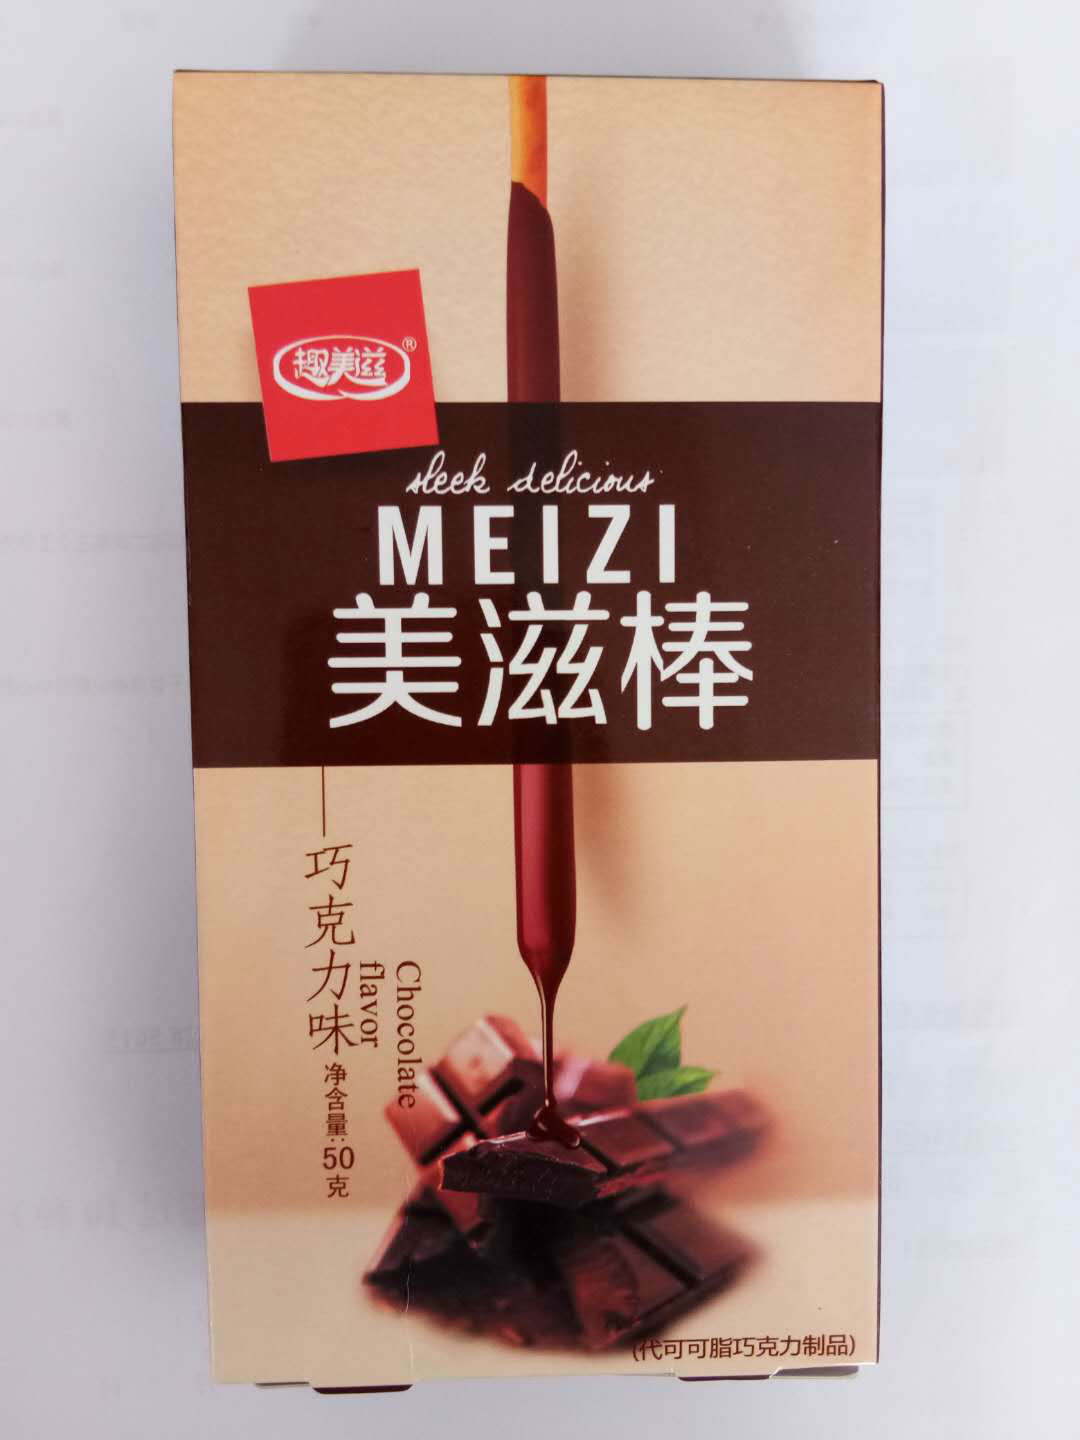 趣美滋®
sleek delicious
MEIZI
美滋棒
巧克力味
Chocolate
flavor
净含量:50克
(代可可脂巧克力制品)